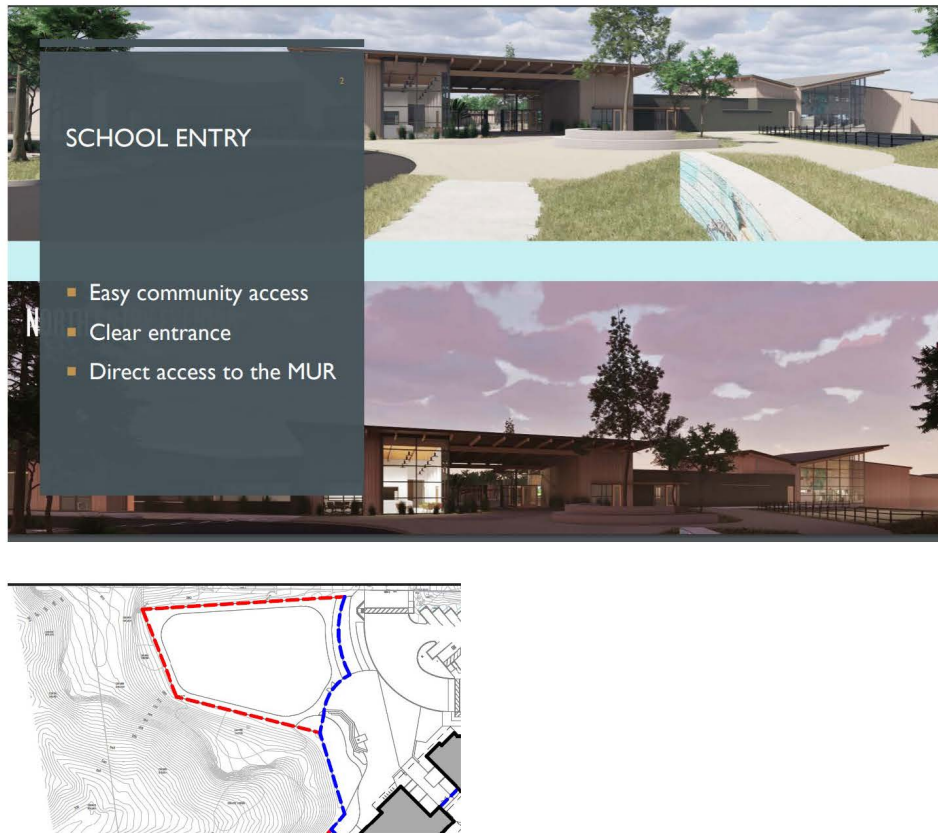 2
SCHOOL ENTRY
Easy community access
Clear entrance
Direct access to the MUR